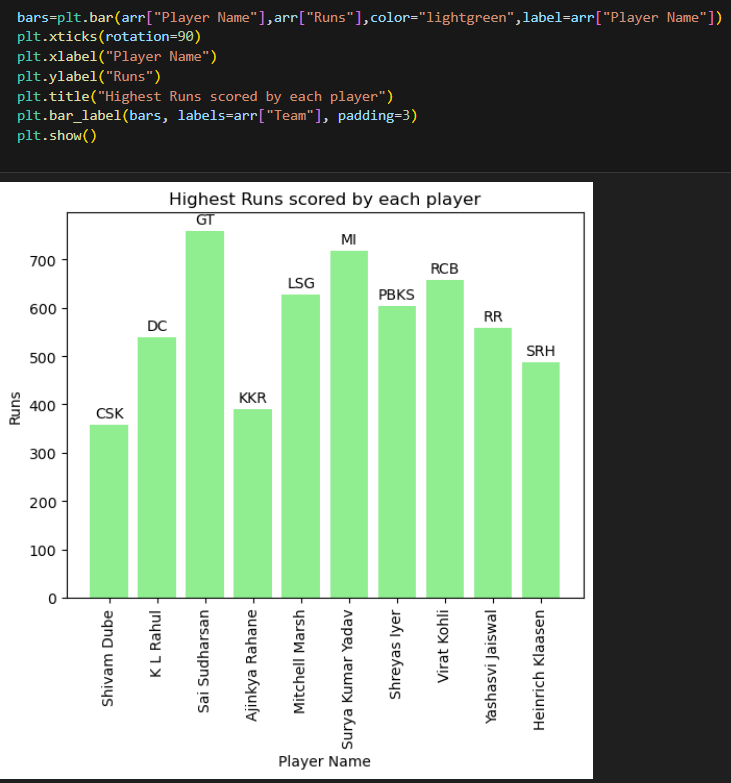 bars=plt.bar(arr["Player Name"],arr["Runs"],color="lightgreen",label=arr["Player Name"])
plt.xticks(rotation=90)
plt.xlabel("Player Name")
plt.ylabel("Runs")
plt.title("Highest Runs scored by each player")
plt.bar_label(bars, labels=arr["Team"], padding=3)
plt.show()
Highest Runs scored by each player
GT
MI
RCB
LSG
PBKS
RR
DC
SRH
KKR
CSK
700
600
500
400
300
200
100
0
Runs
Shivam Dube
K L Rahul
Sai Sudharsan
Ajinkya Rahane
Mitchell Marsh
Surya Kumar Yadav
Shreyas Iyer
Virat Kohli
Yashasvi Jaiswal
Heinrich Klaasen
Player Name